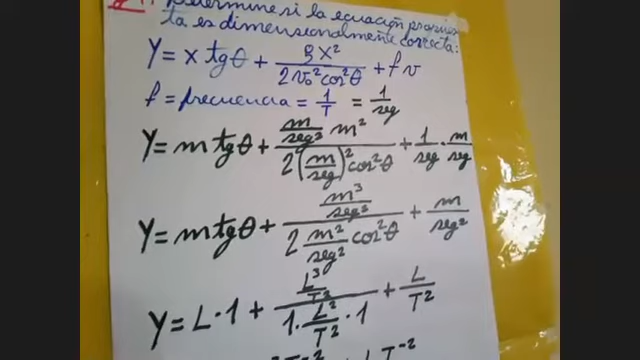 Determine si la ecuación propues
ta es dimensionalmente correcta:
Y = x tgθ + gx² / 2v₀²cos²θ + fv
f = frecuencia = 1/T = 1/seg
Y = m tgθ + (m/seg² m²) / (2(m/seg)² cos²θ) + 1/seg · m/seg
Y = m tgθ + (m³/seg²) / (2 m²/seg² cos²θ) + m/seg²
Y = L·1 + (L³/T²) / (1·L²/T²·1) + L/T²